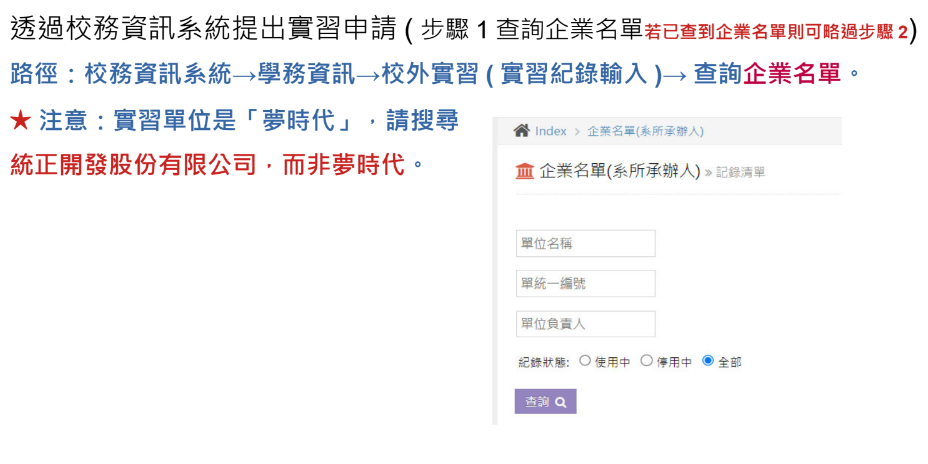 透過校務資訊系統提出實習申請 ( 步驟 1 查詢企業名單若已查到企業名單則可略過步驟 2)
路徑：校務資訊系統→學務資訊→校外實習 ( 實習紀錄輸入 )→ 查詢企業名單。
★ 注意：實習單位是「夢時代」，請搜尋
統正開發股份有限公司，而非夢時代。
Index > 企業名單(系所承辦人)
企業名單(系所承辦人) » 記錄清單
單位名稱
單統一編號
單位負責人
記錄狀態: 使用中 停用中 全部
查詢